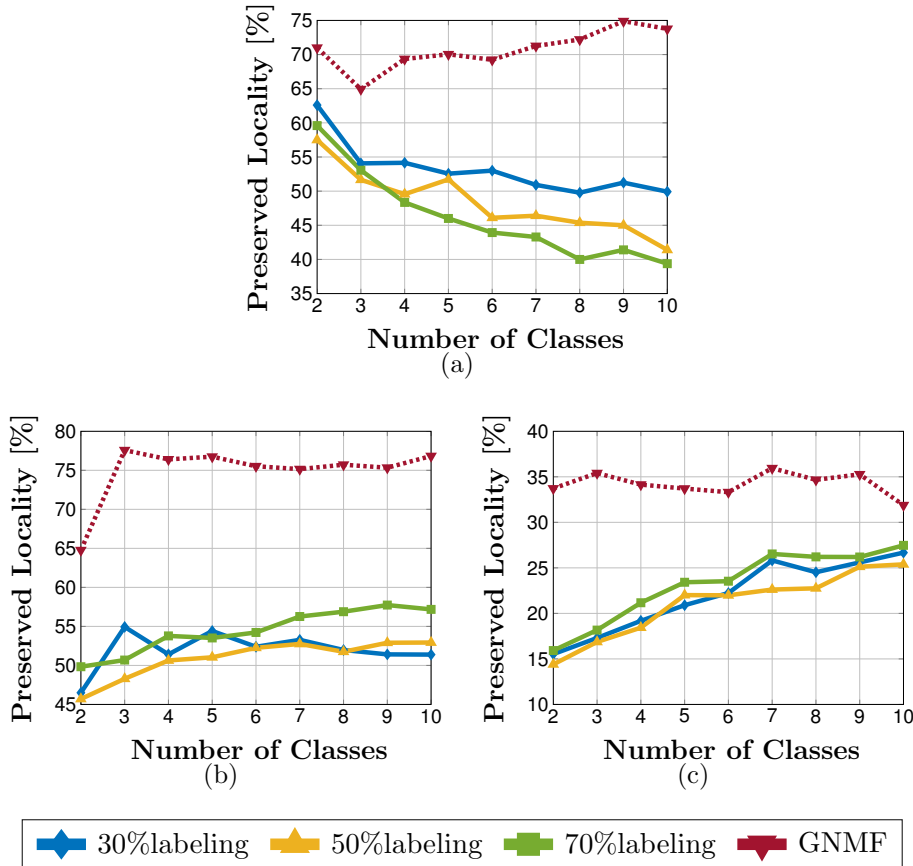 75
70
65
60
55
50
45
40
35
2 3 4 5 6 7 8 9 10
Preserved Locality [%]
Number of Classes
(a)
80
75
70
65
60
55
50
45
2 3 4 5 6 7 8 9 10
Preserved Locality [%]
Number of Classes
(b)
40
35
30
25
20
15
10
2 3 4 5 6 7 8 9 10
Preserved Locality [%]
Number of Classes
(c)
30%labeling 50%labeling 70%labeling GNMF